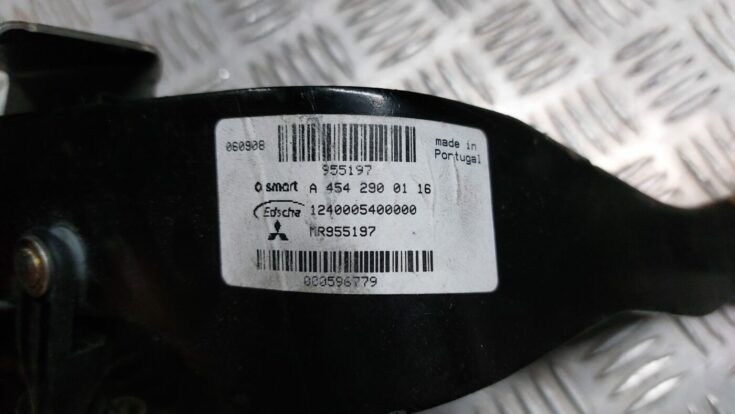 060908
955197
made in
Portugal
smart A 454 290 01 16
Edscha 1240005400000
MR955197
000596779